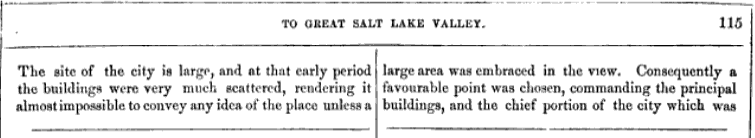 TO GREAT SALT LAKE VALLEY. 115
The site of the city is large, and at that early period
the buildings were very much scattered, rendering it
almost impossible to convey any idea of the place unless a
large area was embraced in the view. Consequently a
favourable point was chosen, commanding the principal
buildings, and the chief portion of the city which was